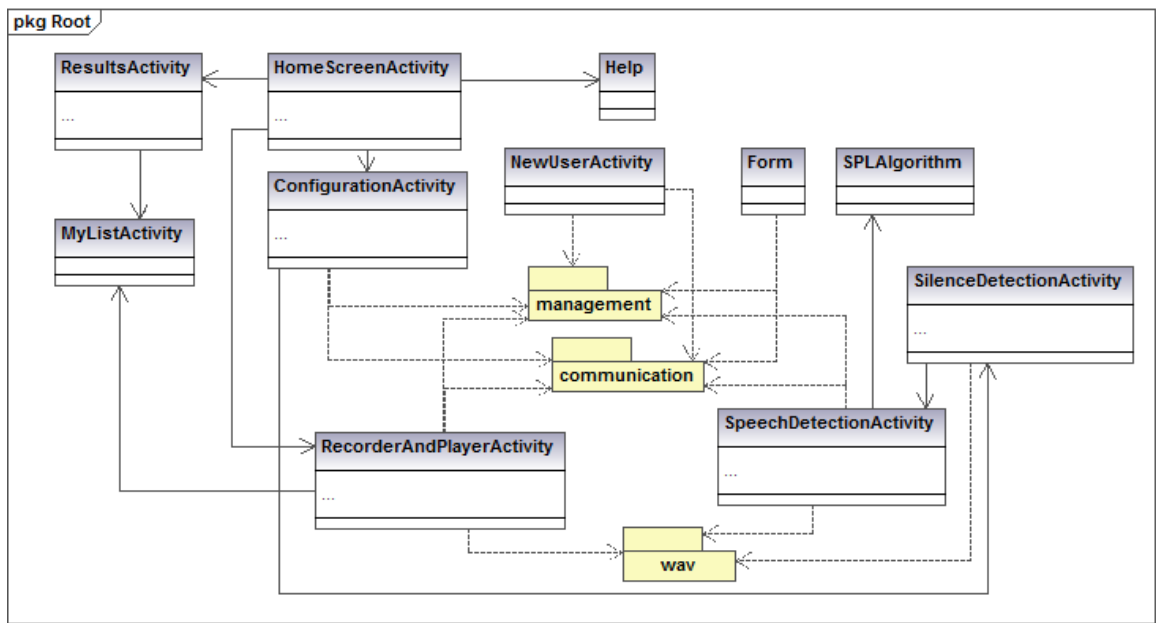 pkg Root
ResultsActivity
...
HomeScreenActivity
...
Help
ConfigurationActivity
...
NewUserActivity
Form
SPLAlgorithm
MyListActivity
management
SilenceDetectionActivity
...
communication
SpeechDetectionActivity
...
RecorderAndPlayerActivity
...
wav